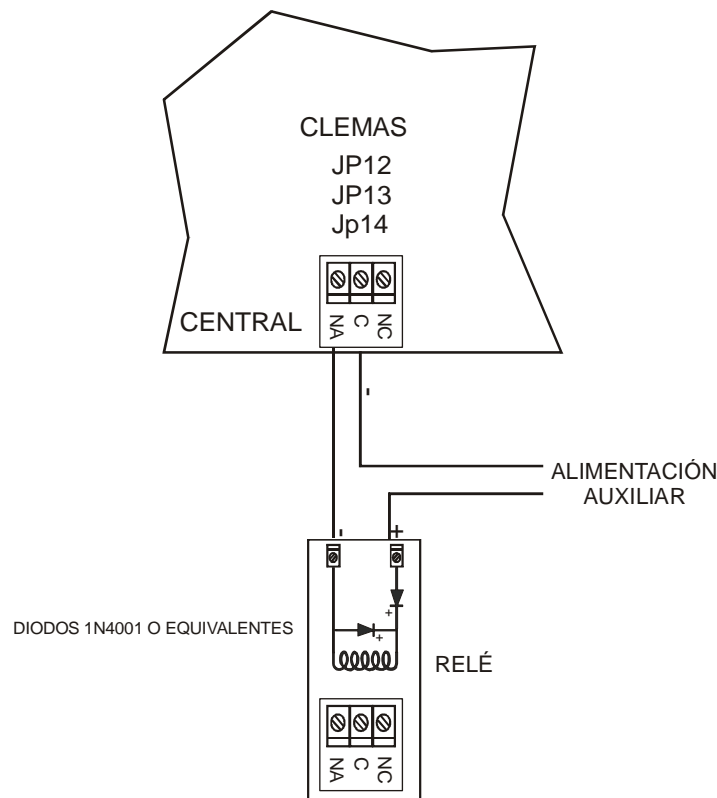 CLEMAS
JP12
JP13
Jp14
CENTRAL
NA
C
NC
-
ALIMENTACIÓN
AUXILIAR
-
+
+
DIODOS 1N4001 O EQUIVALENTES
+
RELÉ
NA
C
NC